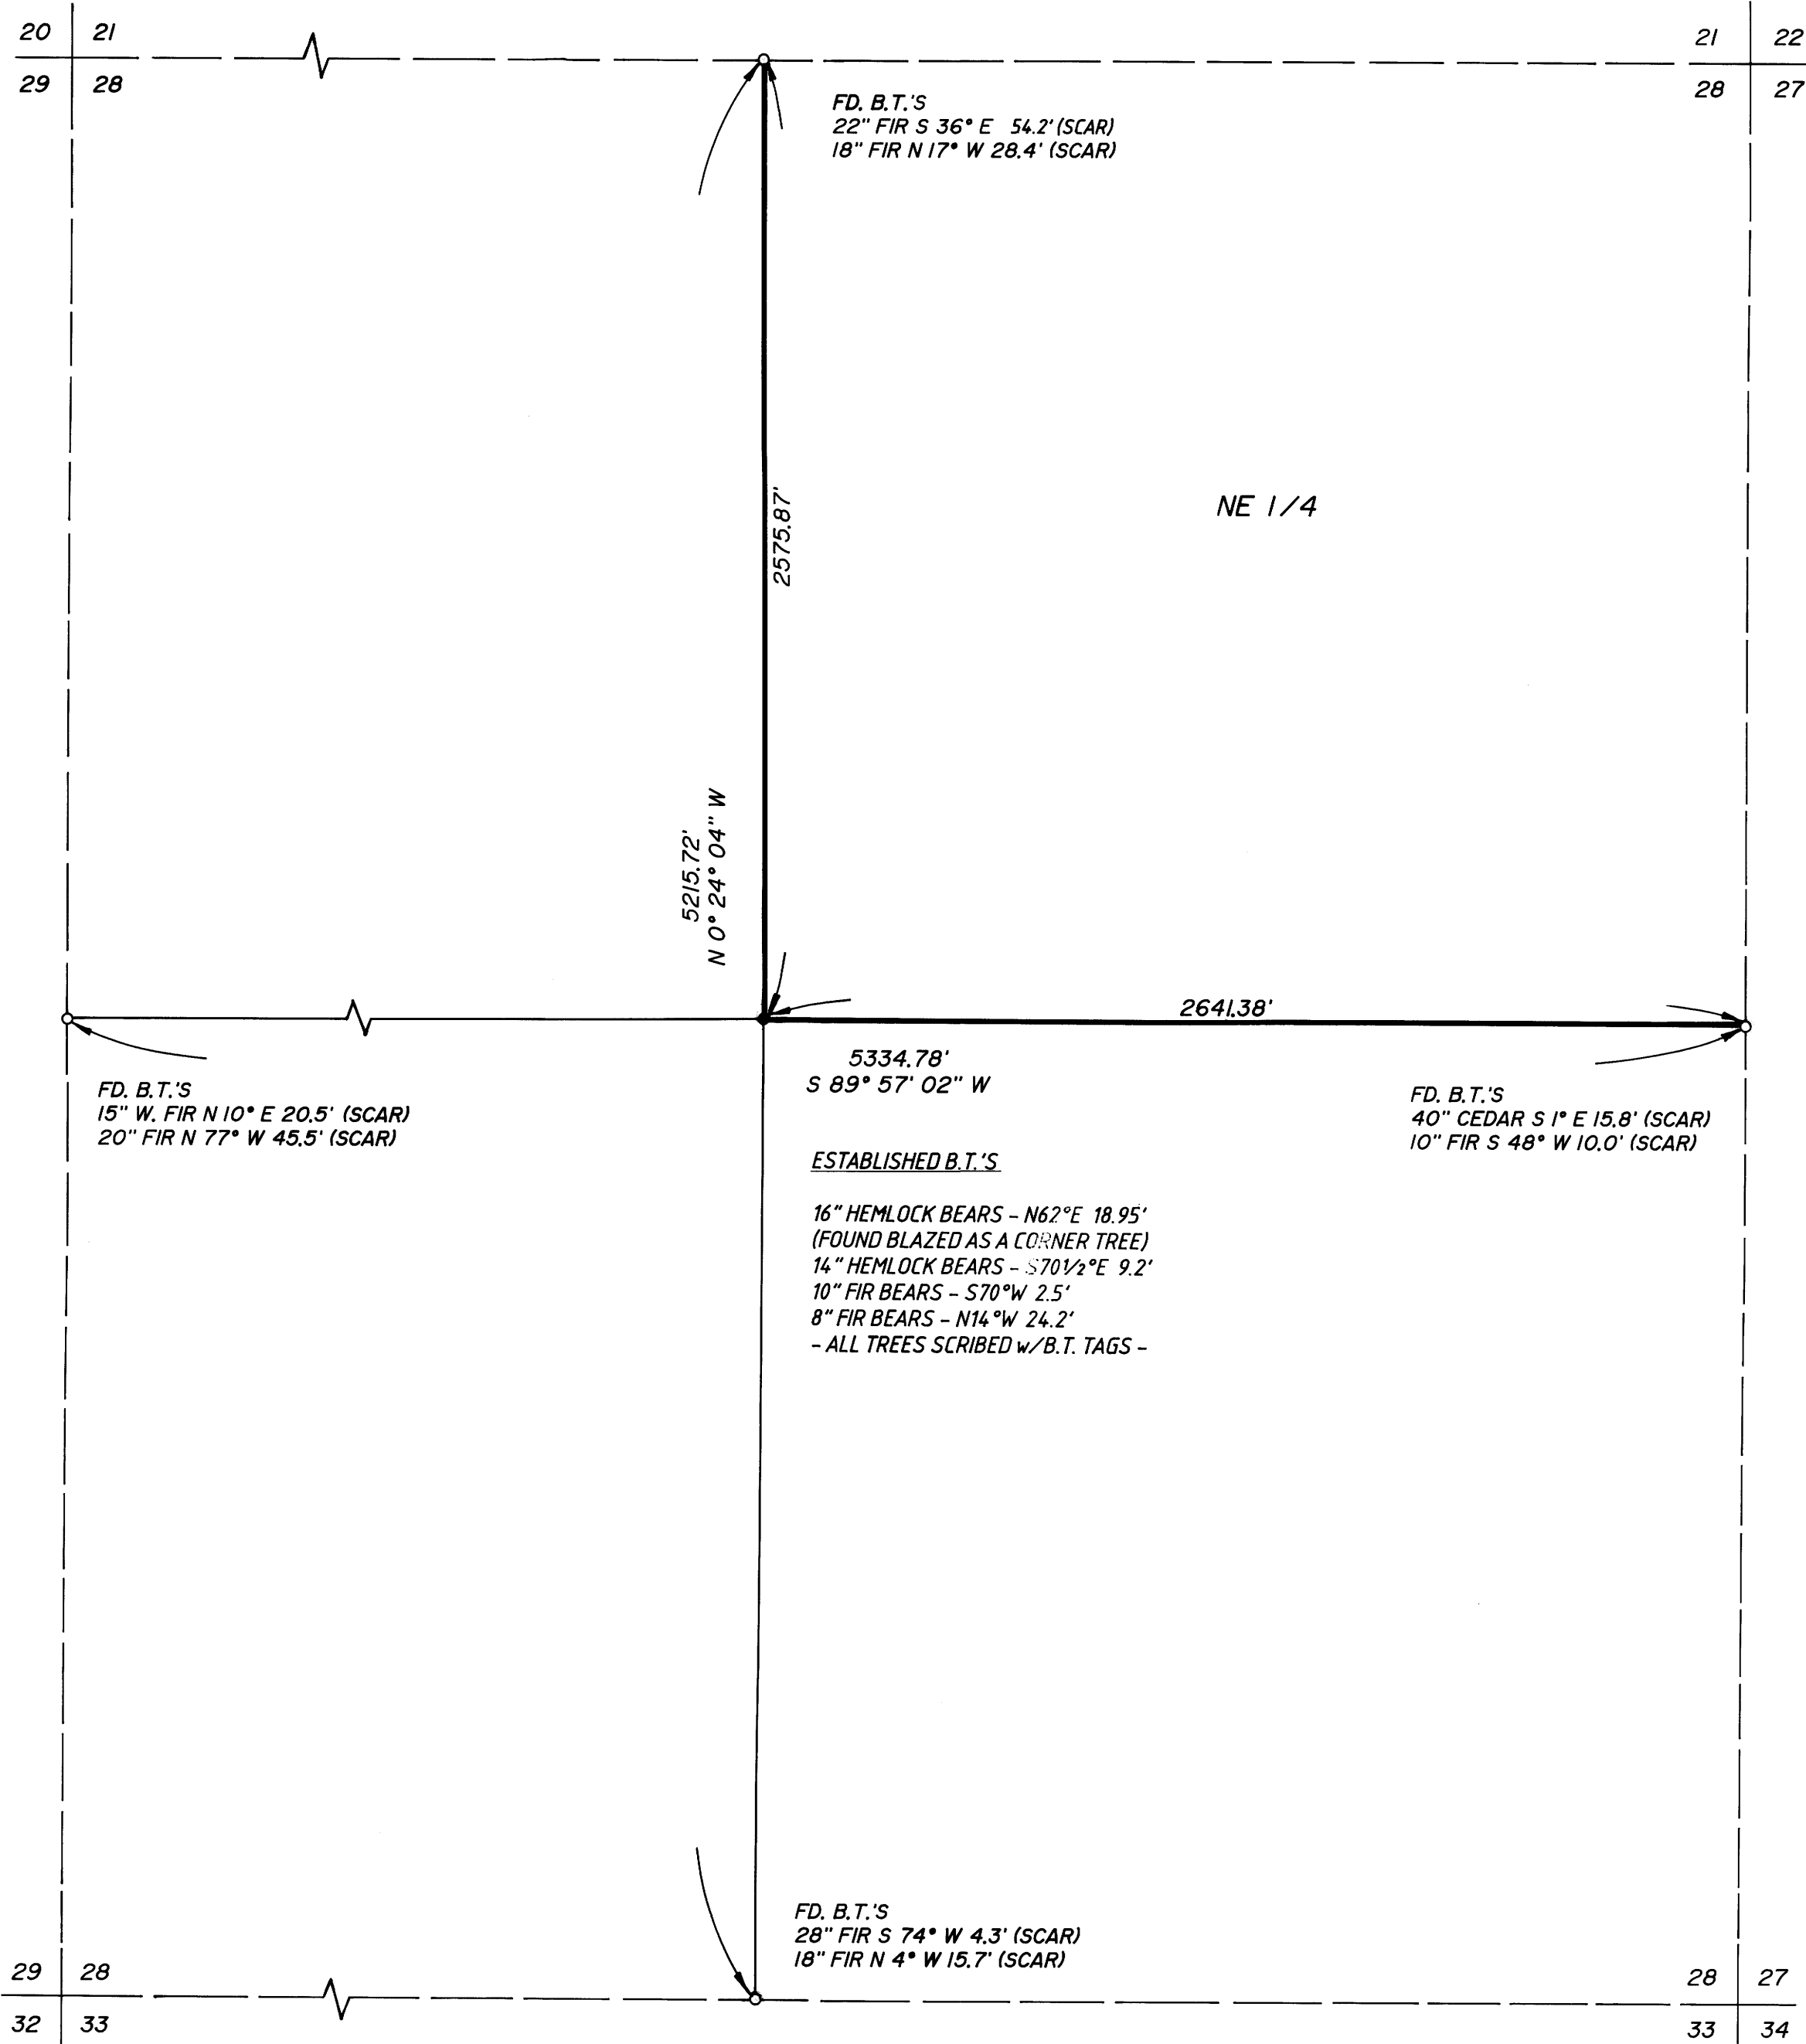 20 21
21 22
29 28
28 27
FD. B.T.'S
22" FIR S 36° E 54.2' (SCAR)
18" FIR N 17° W 28.4' (SCAR)
NE 1/4
2575.87'
5215.72'
N 0° 24° 04" W
2641.38'
5334.78'
S 89° 57' 02" W
FD. B.T.'S
15" W. FIR N 10° E 20.5' (SCAR)
20" FIR N 77° W 45.5' (SCAR)
FD. B.T.'S
40" CEDAR S 1° E 15.8' (SCAR)
10" FIR S 48° W 10.0' (SCAR)
ESTABLISHED B.T.'S
16" HEMLOCK BEARS - N62°E 18.95'
(FOUND BLAZED AS A CORNER TREE)
14" HEMLOCK BEARS - S70 1/2°E 9.2'
10" FIR BEARS - S70°W 2.5'
8" FIR BEARS - N14°W 24.2'
- ALL TREES SCRIBED w/B.T. TAGS -
FD. B.T.'S
28" FIR S 74° W 4.3' (SCAR)
18" FIR N 4° W 15.7' (SCAR)
29 28
28 27
32 33
33 34